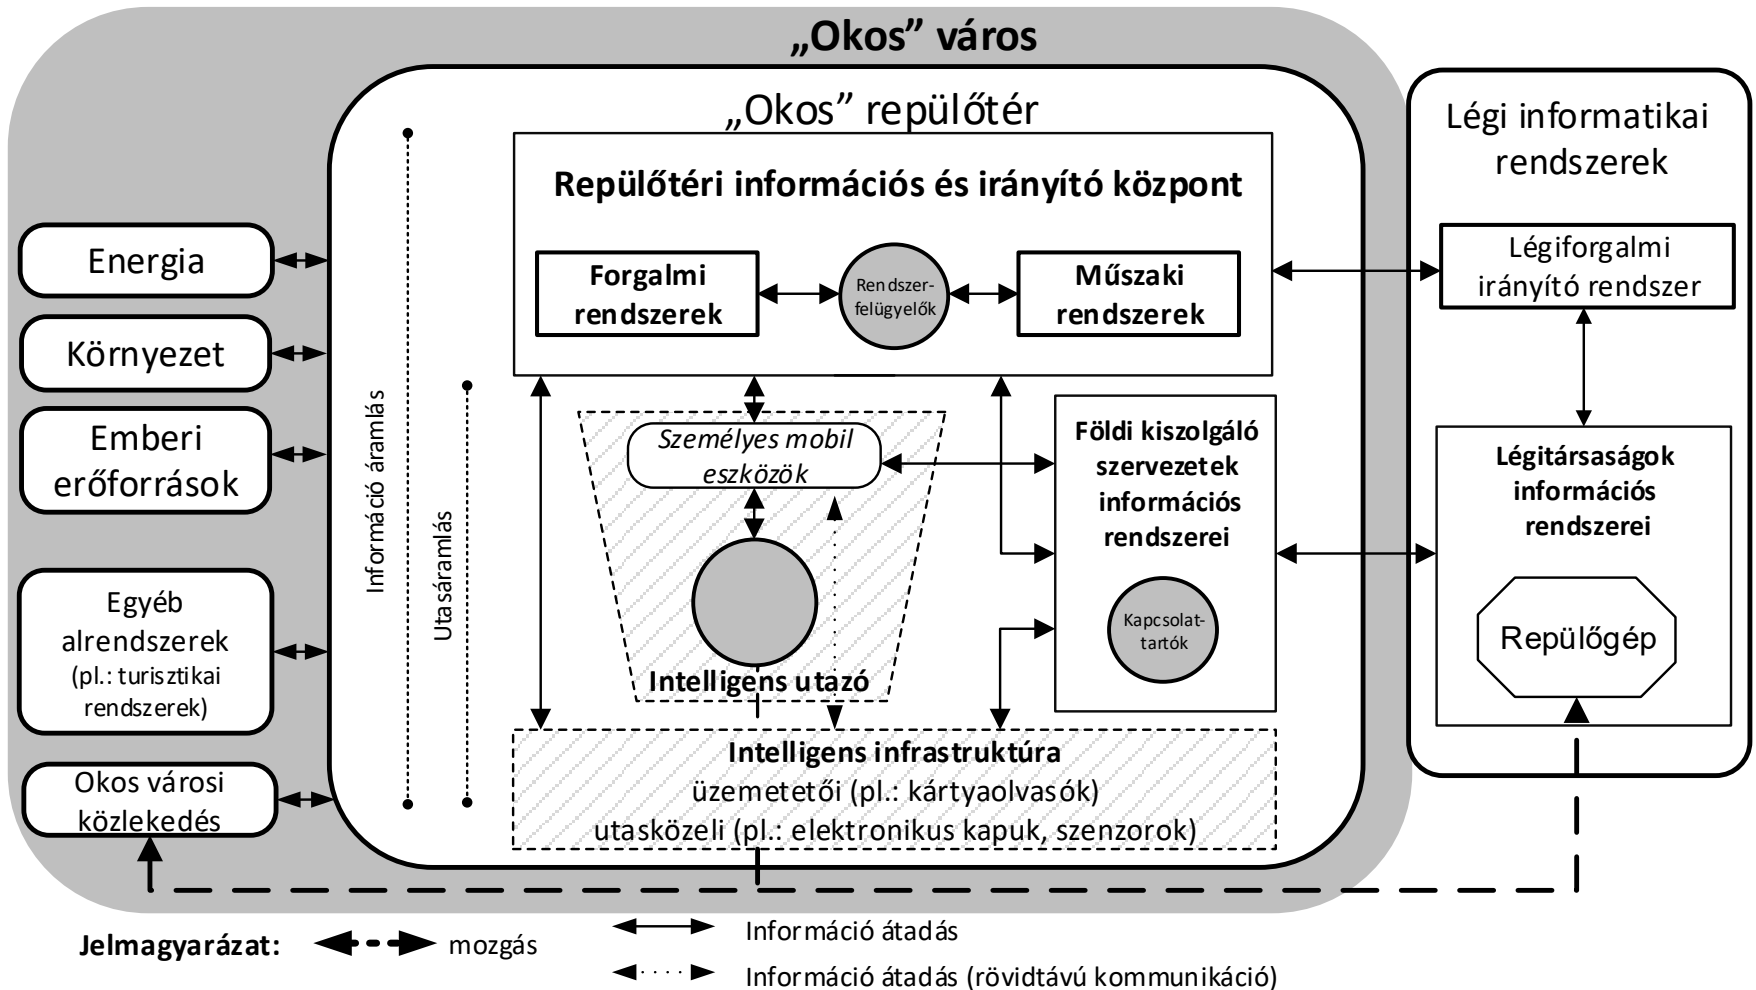 „Okos” város
„Okos” repülőtér
Légi informatikai
rendszerek
Repülőtéri információs és irányító központ
Forgalmi
rendszerek
Rendszer-
felügyelők
Műszaki
rendszerek
Légiforgalmi
irányító rendszer
Energia
Környezet
Emberi
erőforrások
Egyéb
alrendszerek
(pl.: turisztikai
rendszerek)
Okos városi
közlekedés
Információ áramlás
Utasáramlás
Személyes mobil
eszközök
Intelligens utazó
Földi kiszolgáló
szervezetek
információs
rendszerei
Kapcsolat-
tartók
Légitársaságok
információs
rendszerei
Repülőgép
Intelligens infrastruktúra
üzemetetői (pl.: kártyaolvasók)
utasközeli (pl.: elektronikus kapuk, szenzorok)
Jelmagyarázat:
mozgás
Információ átadás
Információ átadás (rövidtávú kommunikáció)